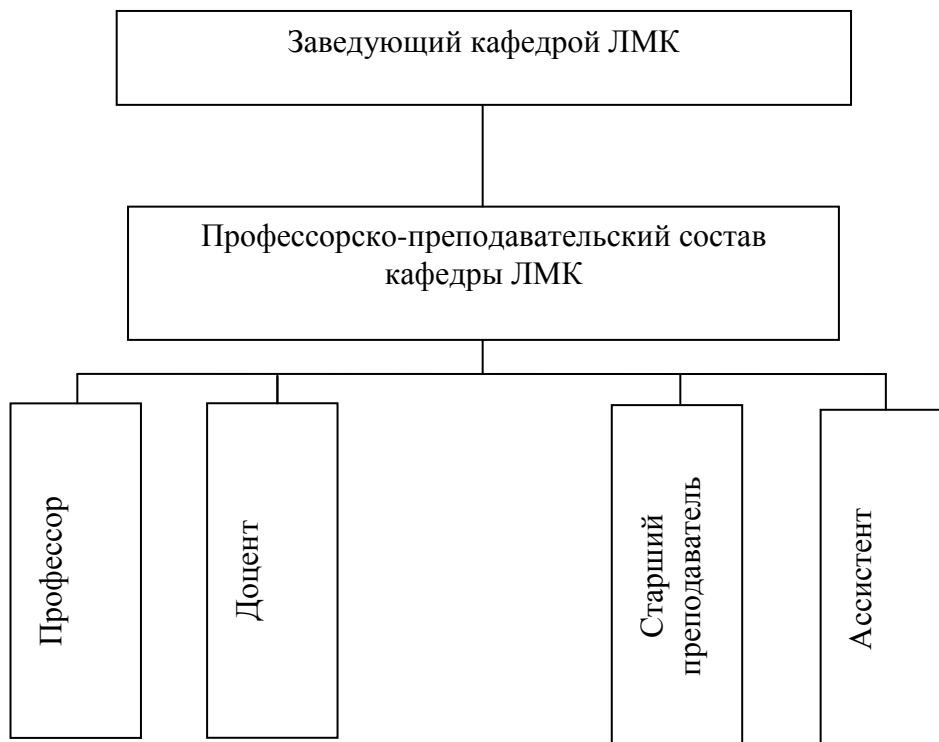 Заведующий кафедрой ЛМК
Профессорско-преподавательский состав
кафедры ЛМК
Профессор
Доцент
Старший
преподаватель
Ассистент